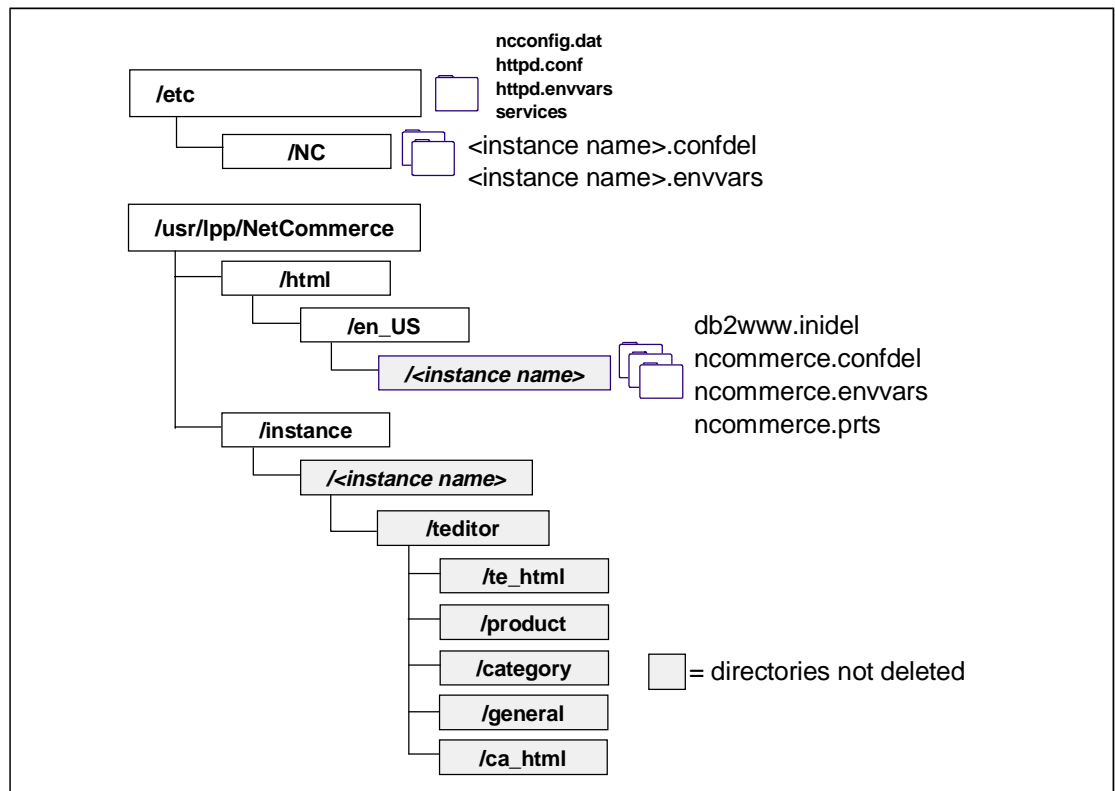 ncconfig.dat
httpd.conf
httpd.envvars
services
/etc
/NC
<instance name>.confdel
<instance name>.envvars
/usr/lpp/NetCommerce
/html
/en_US
/<instance name>
db2www.inidel
ncommerce.confdel
ncommerce.envvars
ncommerce.prts
/instance
/<instance name>
/teditor
/te_html
/product
/category
= directories not deleted
/general
/ca_html